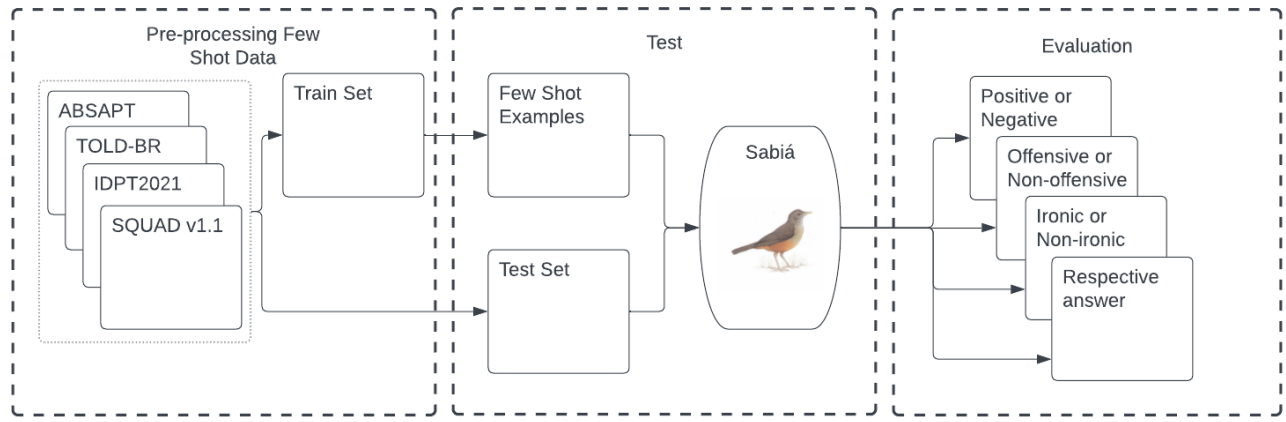 Pre-processing Few
Shot Data
ABSAPT
TOLD-BR
IDPT2021
SQUAD v1.1
Train Set
Test
Few Shot
Examples
Test Set
Sabiá
Evaluation
Positive or
Negative
Offensive or
Non-offensive
Ironic or
Non-ironic
Respective
answer